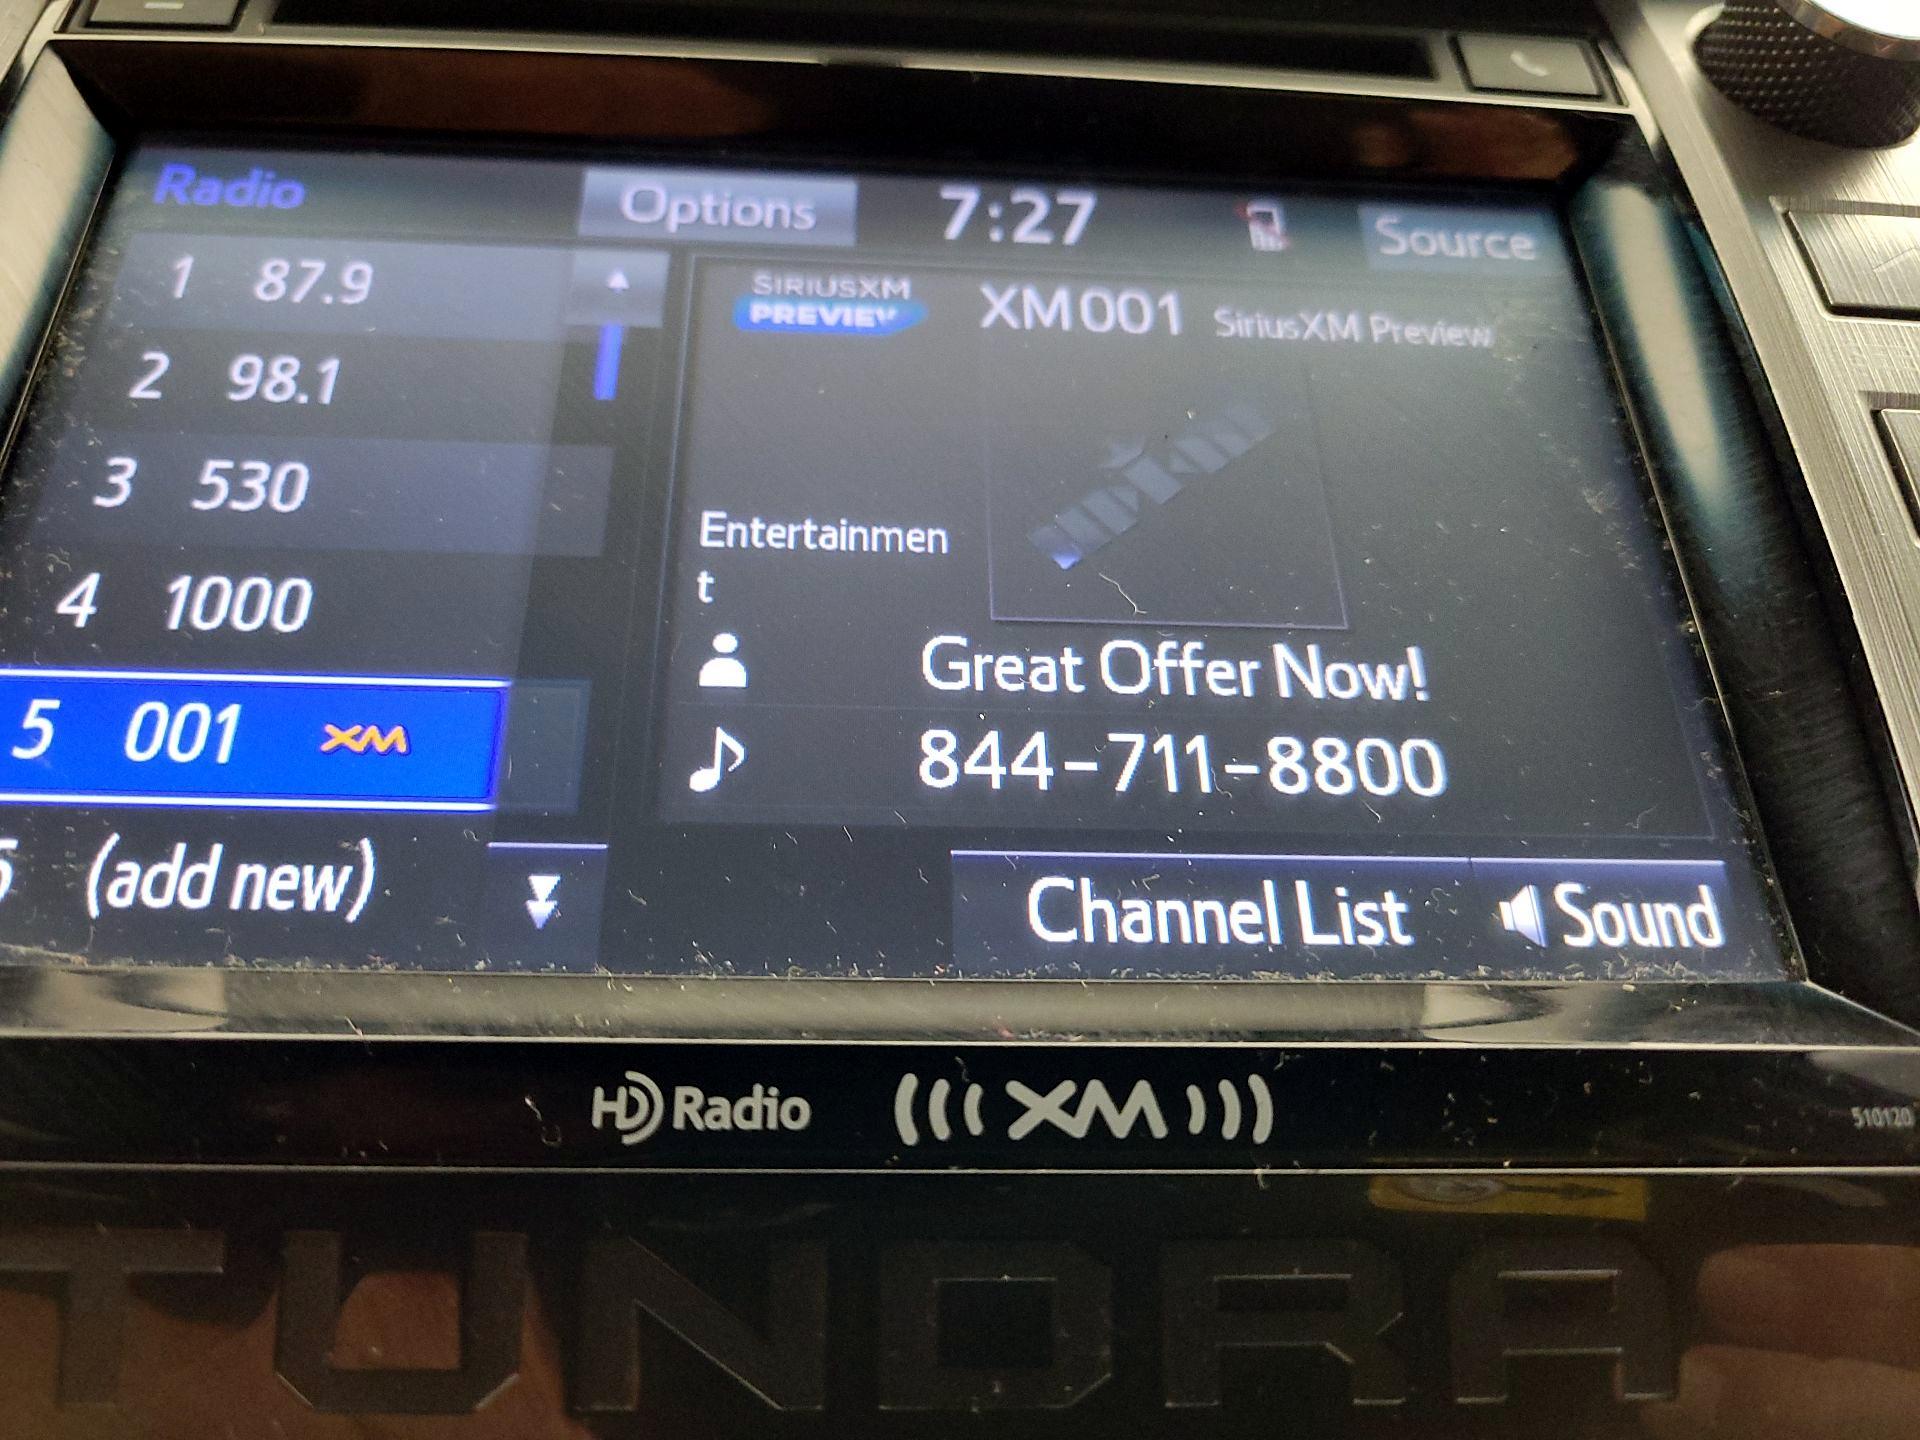 Radio
Options
7:27
Source
1 87.9
2 98.1
3 530
4 1000
5 001 XM
(add new)
SIRIUSXM
PREVIEW
XM001 SiriusXM Preview
Entertainmen
t
Great Offer Now!
844-711-8800
Channel List
Sound
HD Radio
XM
510120
TUNDRA